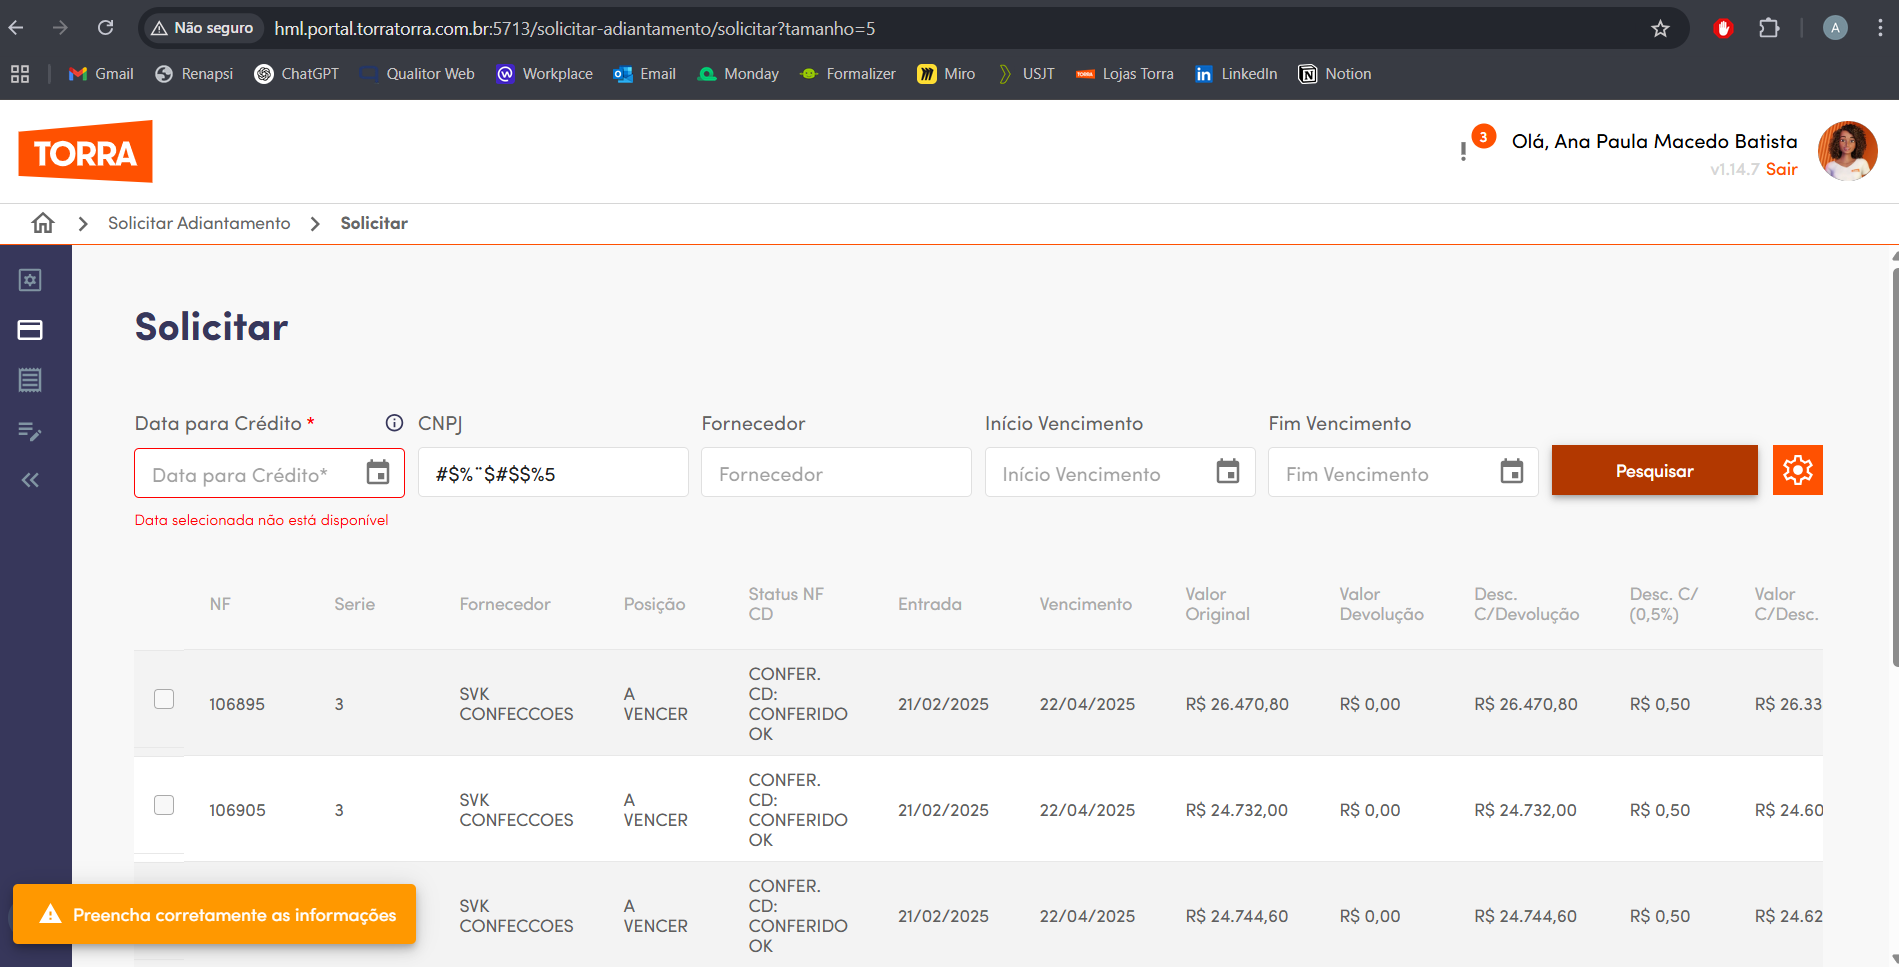 Não seguro
hml.portal.torratorra.com.br:5713/solicitar-adiantamento/solicitar?tamanho=5
A
Gmail
Renapsi
ChatGPT
Qualitor Web
Workplace
Email
Monday
Formalizer
Miro
USJT
Lojas Torra
LinkedIn
Notion
TORRA
3
Olá, Ana Paula Macedo Batista
v1.14.7 Sair
Solicitar Adiantamento
Solicitar
Solicitar
Data para Crédito *
CNPJ
Fornecedor
Início Vencimento
Fim Vencimento
Data para Crédito*
#$%¨$#$$%5
Fornecedor
Início Vencimento
Fim Vencimento
Pesquisar
Data selecionada não está disponível
NF
Serie
Fornecedor
Posição
Status NF
CD
Entrada
Vencimento
Valor
Original
Valor
Devolução
Desc.
C/Devolução
Desc. C/
(0,5%)
Valor
C/Desc.
106895
3
SVK
CONFECCOES
A
VENCER
CONFER.
CD:
CONFERIDO
OK
21/02/2025
22/04/2025
R$ 26.470,80
R$ 0,00
R$ 26.470,80
R$ 0,50
R$ 26.33
106905
3
SVK
CONFECCOES
A
VENCER
CONFER.
CD:
CONFERIDO
OK
21/02/2025
22/04/2025
R$ 24.732,00
R$ 0,00
R$ 24.732,00
R$ 0,50
R$ 24.60
SVK
CONFECCOES
A
VENCER
CONFER.
CD:
CONFERIDO
OK
21/02/2025
22/04/2025
R$ 24.744,60
R$ 0,00
R$ 24.744,60
R$ 0,50
R$ 24.62
Preencha corretamente as informações